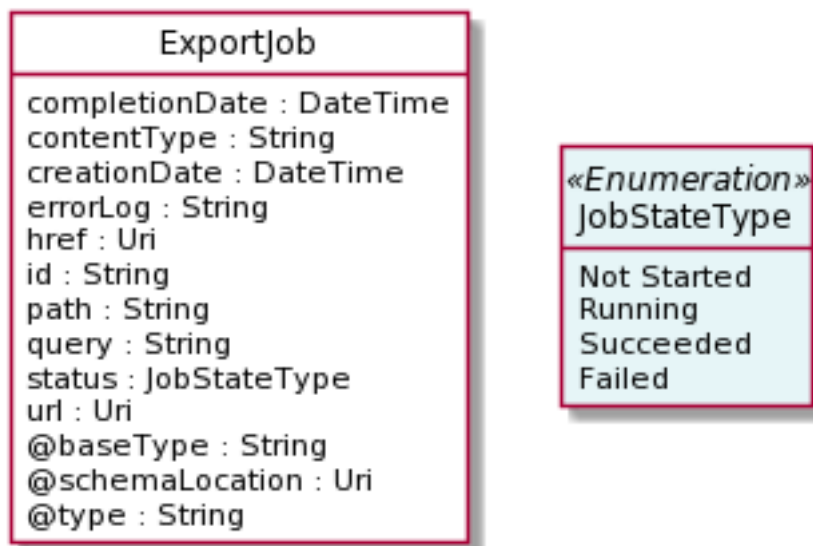 ExportJob
completionDate : DateTime
contentType : String
creationDate : DateTime
errorLog : String
href : Uri
id : String
path : String
query : String
status : JobStateType
url : Uri
@baseType : String
@schemaLocation : Uri
@type : String
«Enumeration»
JobStateType
Not Started
Running
Succeeded
Failed